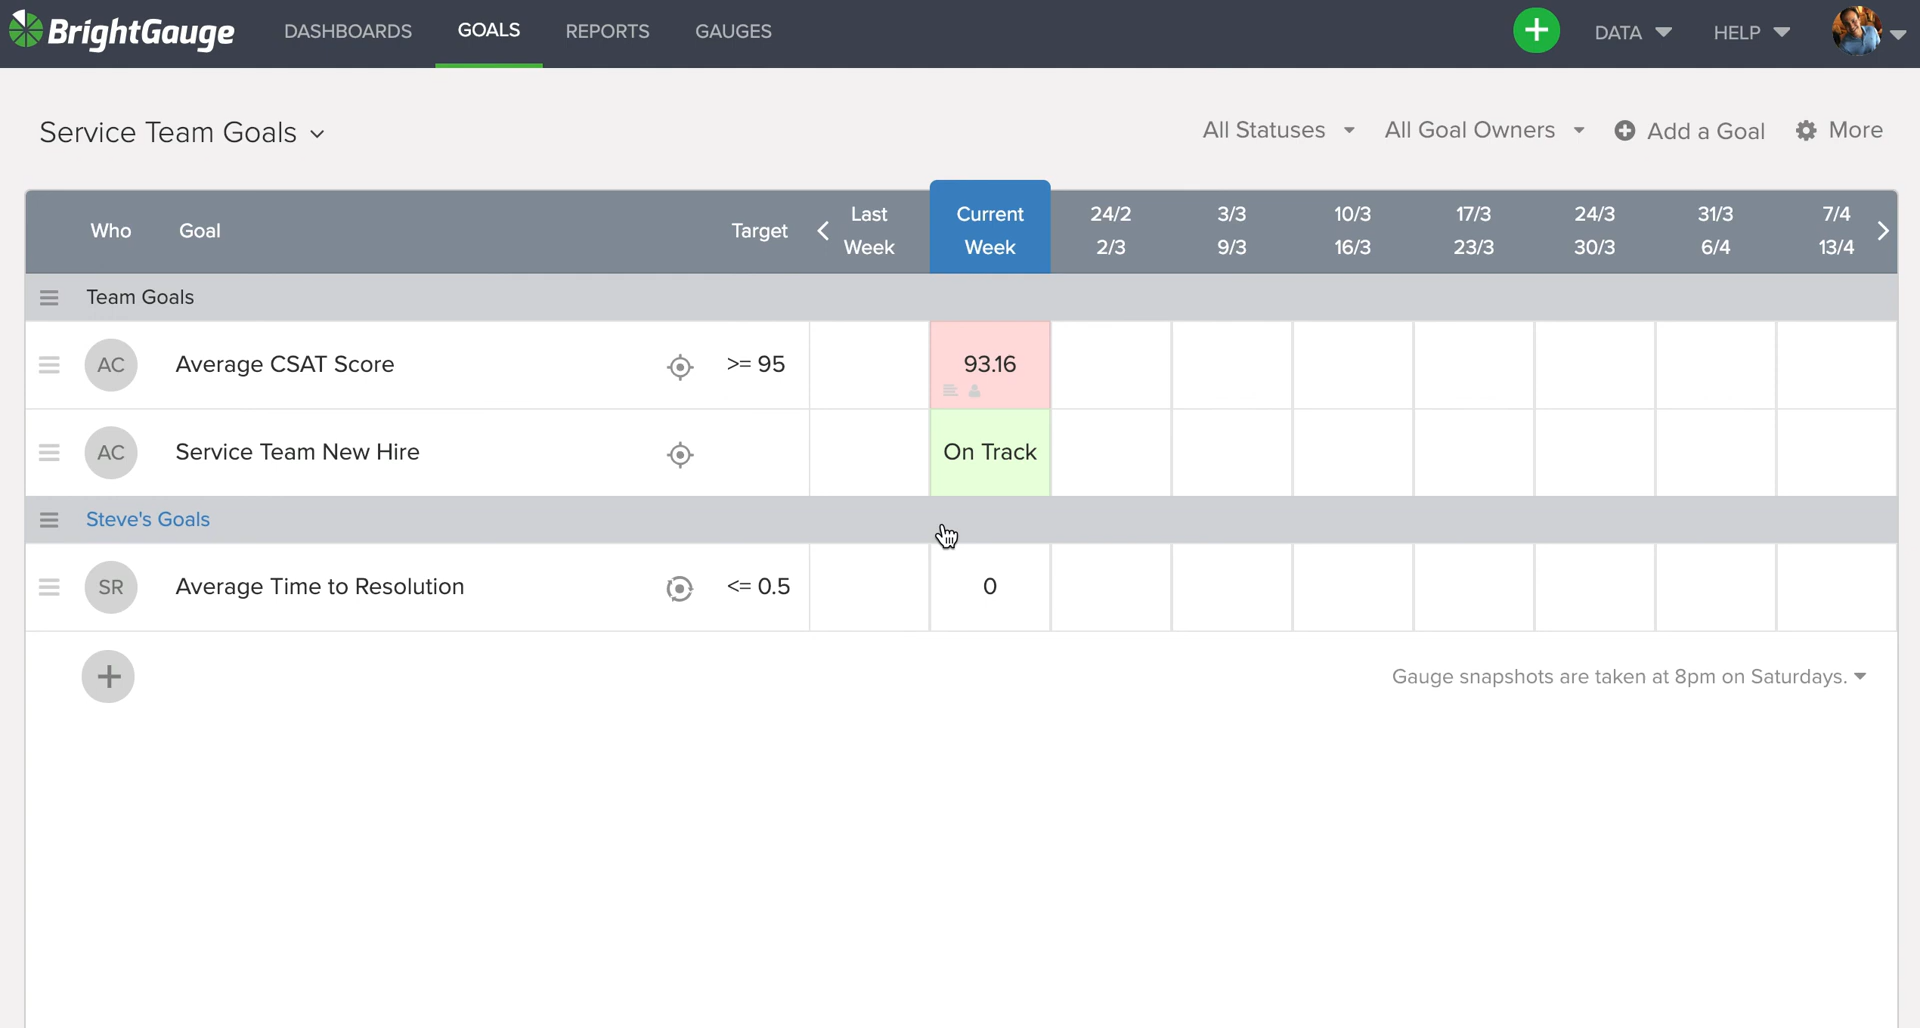 BrightGauge DASHBOARDS GOALS REPORTS GAUGES DATA HELP
Service Team Goals All Statuses All Goal Owners Add a Goal More
Who Goal Target Last Week Current Week 24/2 2/3 3/3 9/3 10/3 16/3 17/3 23/3 24/3 30/3 31/3 6/4 7/4 13/4
Team Goals
AC Average CSAT Score >= 95 93.16
AC Service Team New Hire On Track
Steve's Goals
SR Average Time to Resolution <= 0.5 0
Gauge snapshots are taken at 8pm on Saturdays.